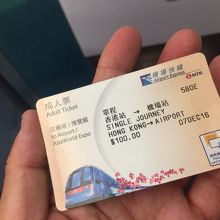 成人票
Adult Ticket
往機場/博覽館
to Airport/
AsiaWorld-Expo
機場快綫
Airport Express MTR
580E
單程
香港站 → 機場站
SINGLE JOURNEY
HONG KONG→AIRPORT
$100.00
07DEC16